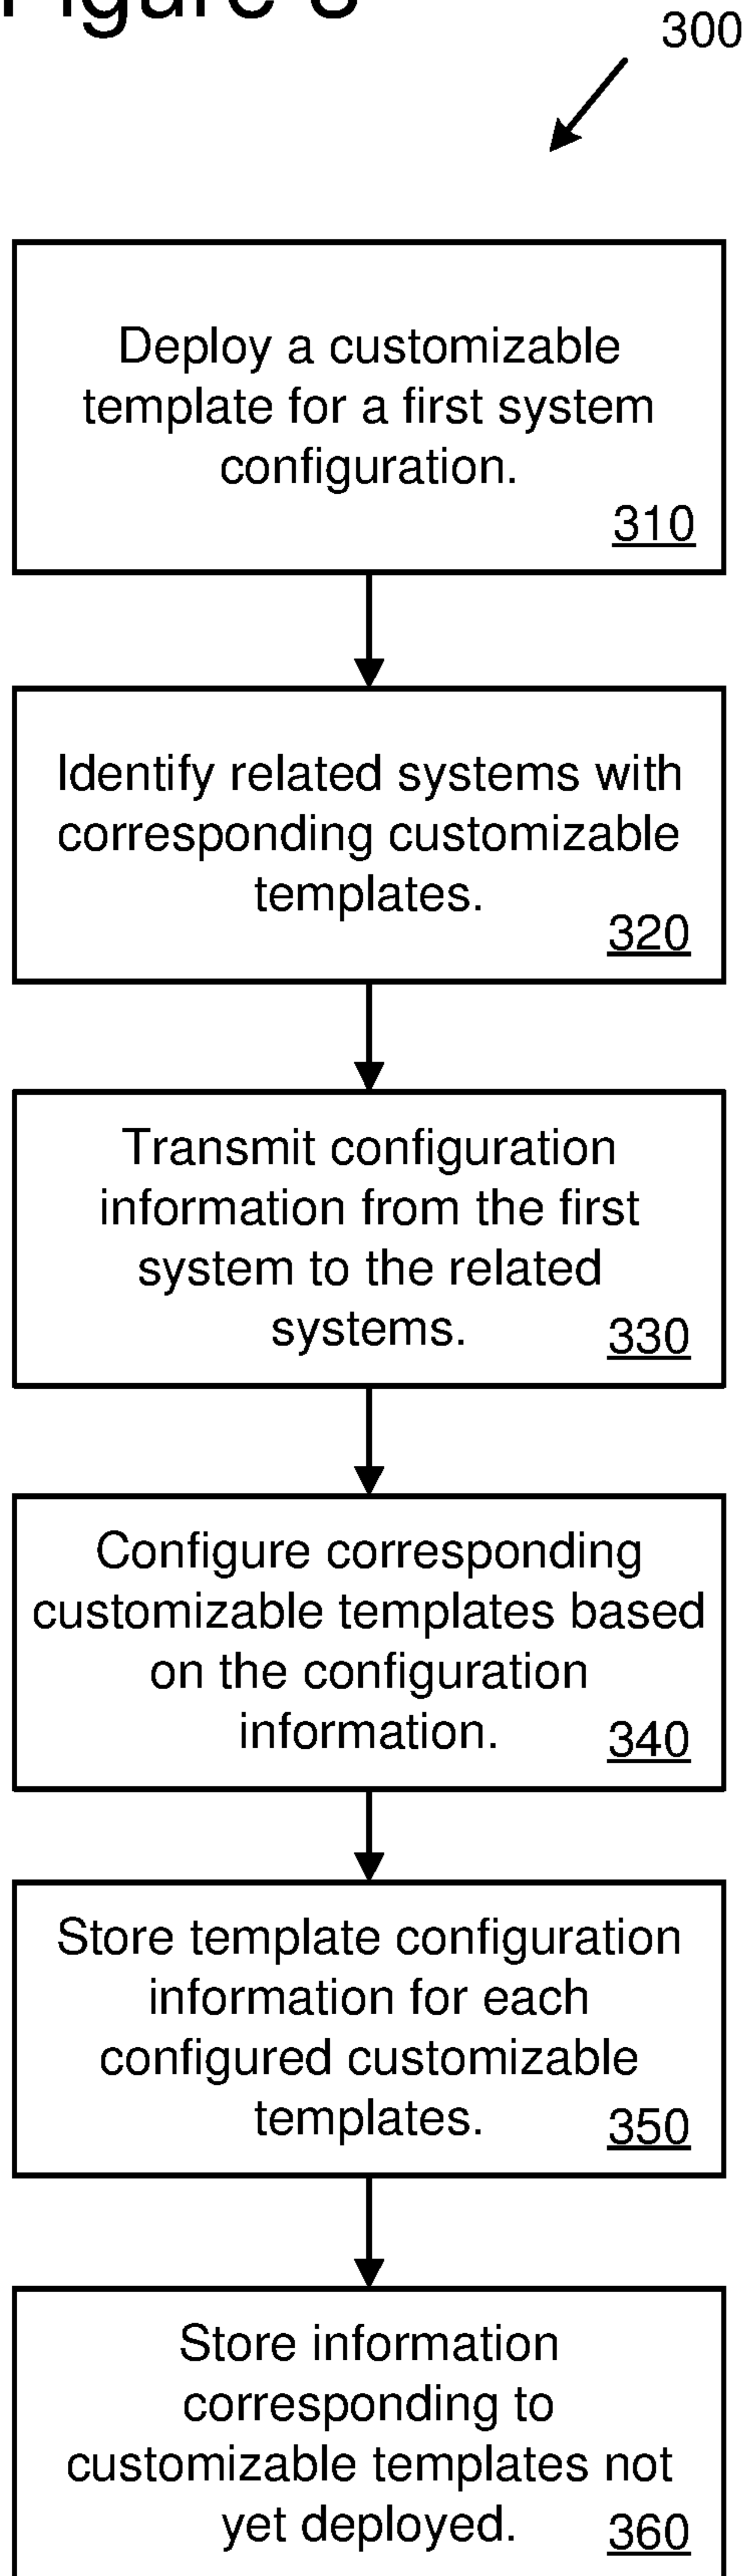 Figure 3
300
Deploy a customizable
template for a first system
configuration.
310
Identify related systems with
corresponding customizable
templates.
320
Transmit configuration
information from the first
system to the related
systems.
330
Configure corresponding
customizable templates based
on the configuration
information.
340
Store template configuration
information for each
configured customizable
templates.
350
Store information
corresponding to
customizable templates not
yet deployed.
360